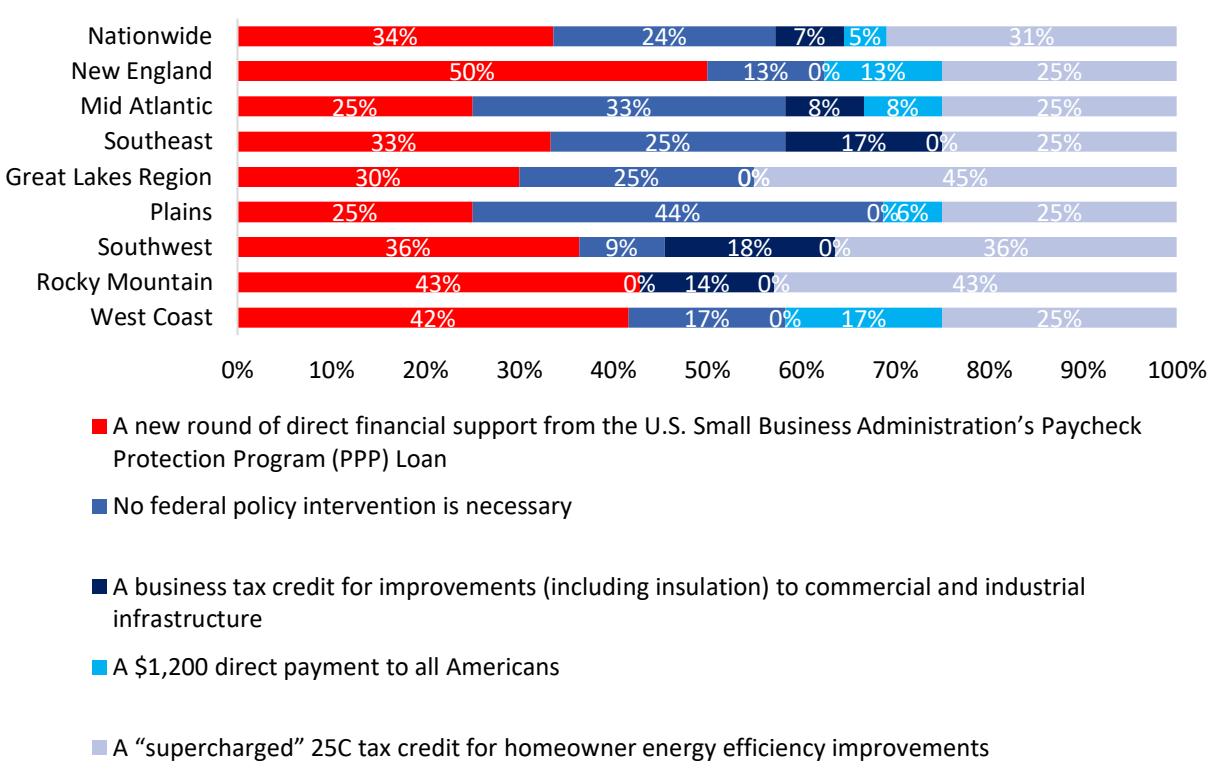 Nationwide 34% 24% 7% 5% 31%
New England 50% 13% 0% 13% 25%
Mid Atlantic 25% 33% 8% 8% 25%
Southeast 33% 25% 17% 0% 25%
Great Lakes Region 30% 25% 0% 45%
Plains 25% 44% 0% 6% 25%
Southwest 36% 9% 18% 0% 36%
Rocky Mountain 43% 0% 14% 0% 43%
West Coast 42% 17% 0% 17% 25%
0% 10% 20% 30% 40% 50% 60% 70% 80% 90% 100%
A new round of direct financial support from the U.S. Small Business Administration’s Paycheck
Protection Program (PPP) Loan
No federal policy intervention is necessary
A business tax credit for improvements (including insulation) to commercial and industrial
infrastructure
A $1,200 direct payment to all Americans
A “supercharged” 25C tax credit for homeowner energy efficiency improvements